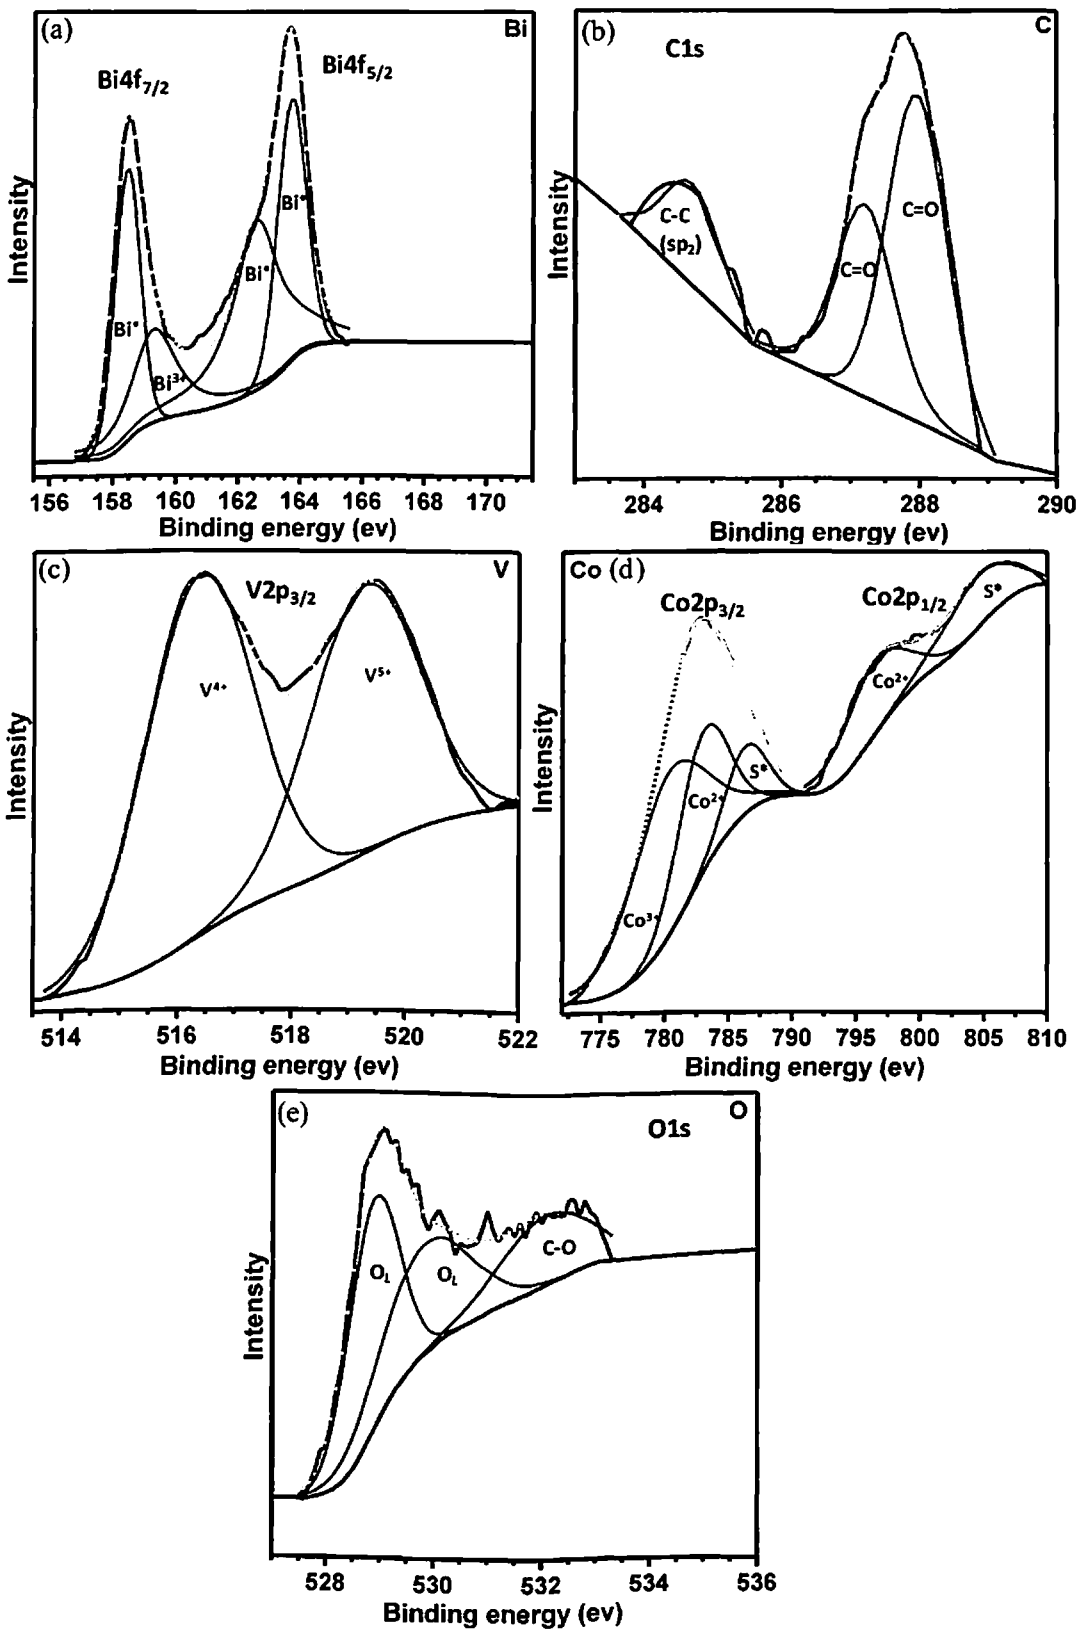 (a)
Bi
Bi4f7/2
Bi4f5/2
Bi*
Bi*
Bi*
Bi3+
Intensity
156 158 160 162 164 166 168 170
Binding energy (ev)
(b)
C
C1s
C-C
(sp2)
C=O
C=O
Intensity
284 286 288 290
Binding energy (ev)
(c)
V
V2p3/2
V4+
V5+
Intensity
514 516 518 520 522
Binding energy (ev)
Co (d)
Co2p3/2
Co2p1/2
S*
Co2+
S*
Co2+
Co3+
Intensity
775 780 785 790 795 800 805 810
Binding energy (ev)
(e)
O
O1s
OL
OL
C-O
Intensity
528 530 532 534 536
Binding energy (ev)